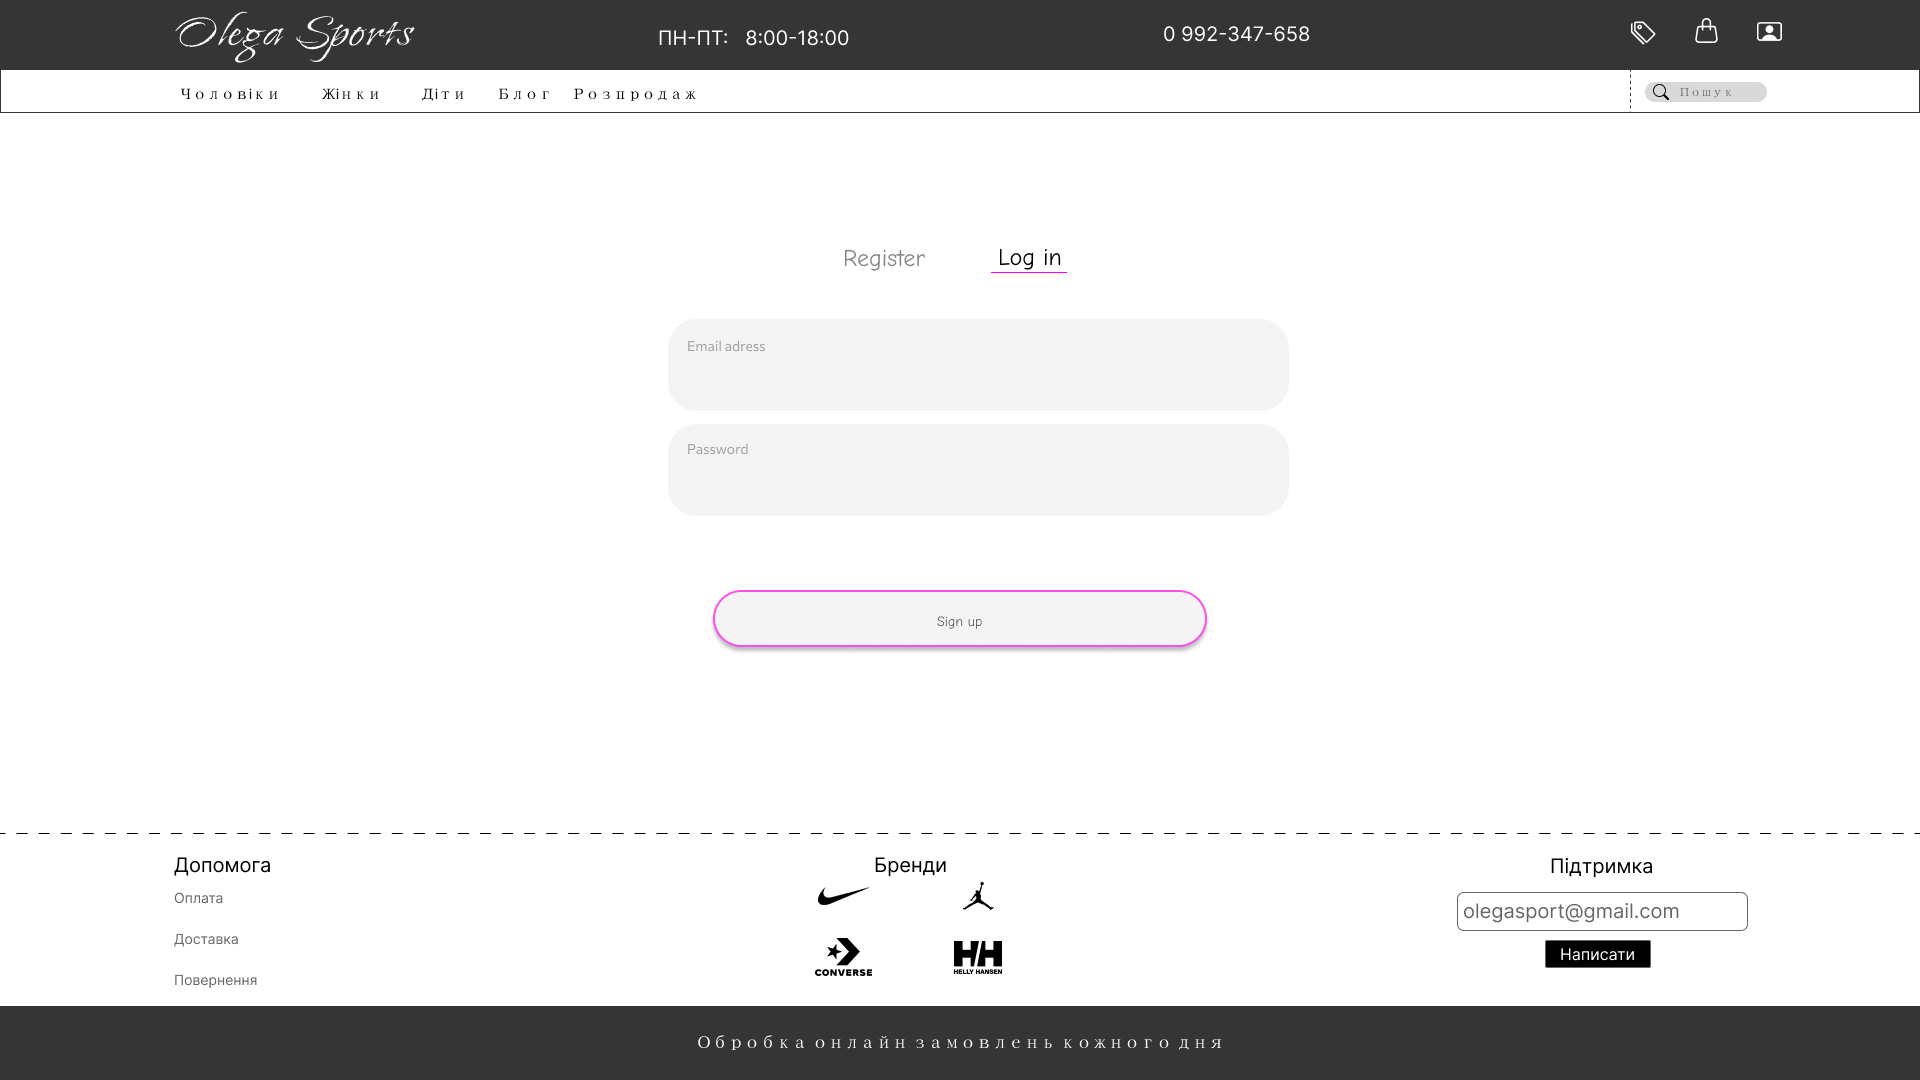 Olega Sports
ПН-ПТ: 8:00-18:00
0 992-347-658
Чоловіки Жінки Діти Блог Розпродаж
Пошук
Register Log in
Email adress
Password
Sign up
Допомога
Оплата
Доставка
Повернення
Бренди
CONVERSE
HH
HELLY HANSEN
Підтримка
olegasport@gmail.com
Написати
Обробка онлайн замовлень кожного дня